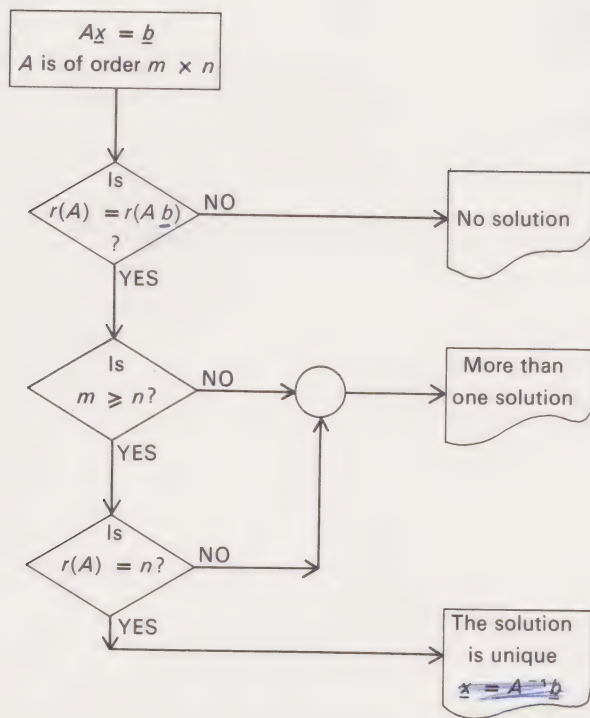 Ax = b
A is of order m × n
Is
r(A) = r(A b)
?
NO
No solution
YES
Is
m ⩾ n?
NO
More than
one solution
YES
Is
r(A) = n?
NO
YES
The solution
is unique
x = A⁻¹b